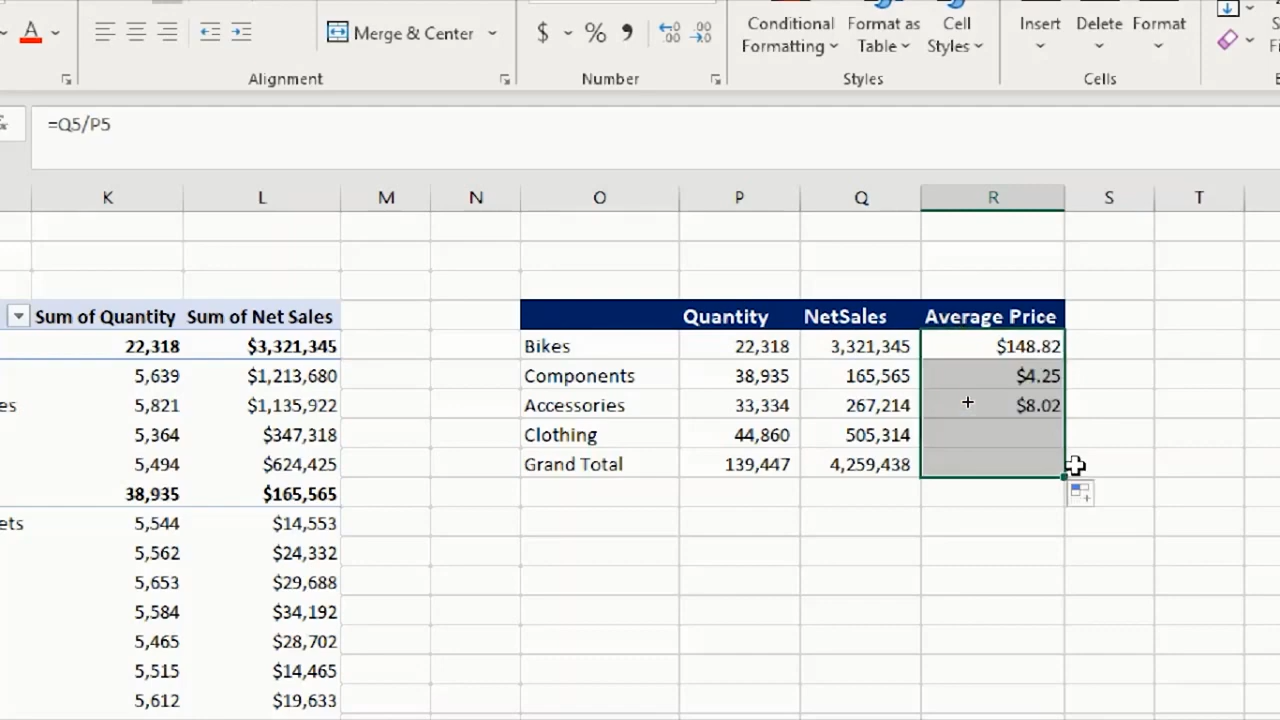 A
Merge & Center
$ % ,
.00
.00
Conditional Formatting
Format as Table
Cell Styles
Insert
Delete
Format
Alignment
Number
Styles
Cells
=Q5/P5
K L M N O P Q R S T
Sum of Quantity Sum of Net Sales
Quantity NetSales Average Price
22,318 $3,321,345 Bikes 22,318 3,321,345 $148.82
5,639 $1,213,680 Components 38,935 165,565 $4.25
es 5,821 $1,135,922 Accessories 33,334 267,214 $8.02
5,364 $347,318 Clothing 44,860 505,314
5,494 $624,425 Grand Total 139,447 4,259,438
38,935 $165,565
ets 5,544 $14,553
5,562 $24,332
5,653 $29,688
5,584 $34,192
5,465 $28,702
5,515 $14,465
5,612 $19,633